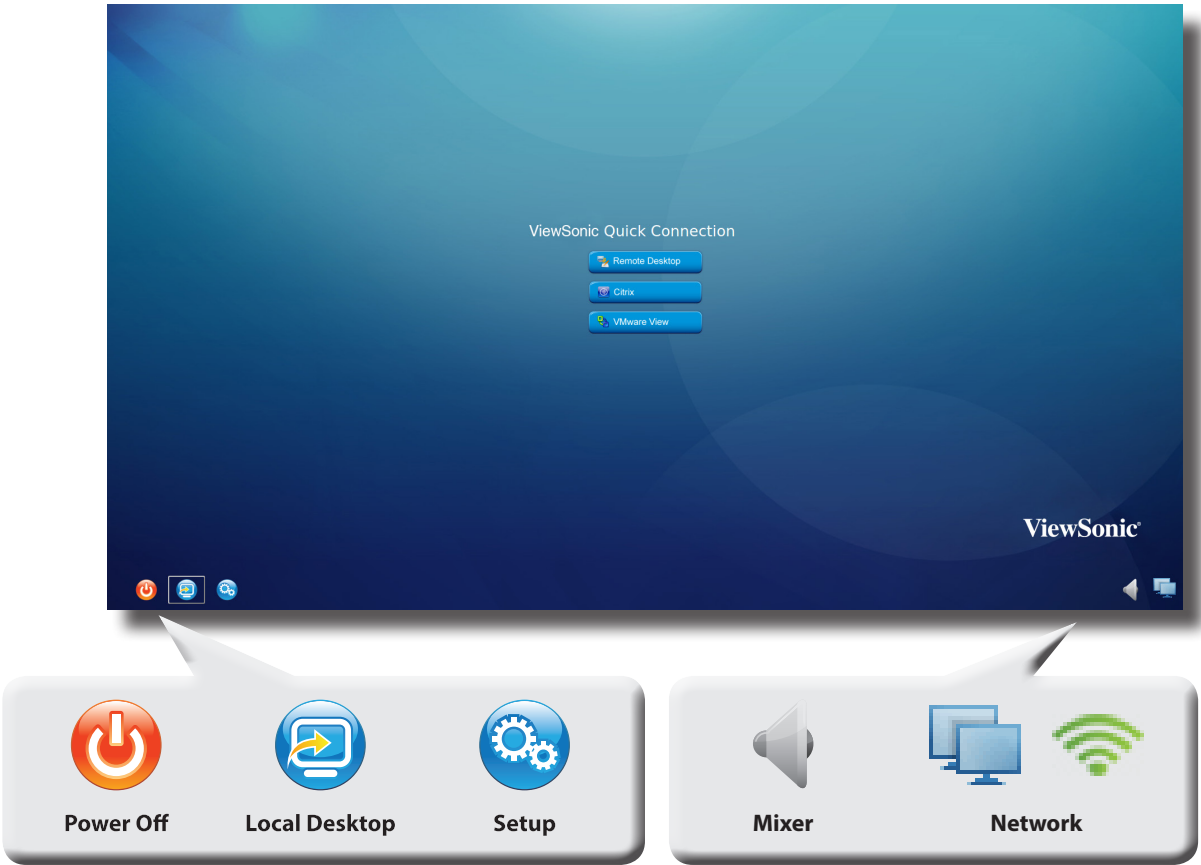 ViewSonic Quick Connection
Remote Desktop
Citrix
VMware View
ViewSonic®
Power Off
Local Desktop
Setup
Mixer
Network